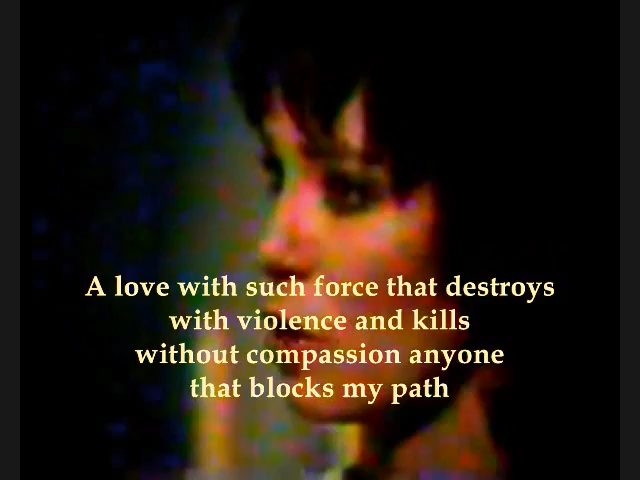 A love with such force that destroys
with violence and kills
without compassion anyone
that blocks my path